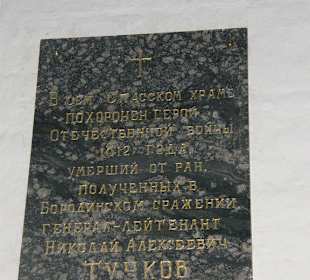 В ОСМ. СПАССКОМ ХРАМЕ
ПОХОРОНЕН ГЕРОЙ
ОТЕЧЕСТВЕННОЙ ВОЙНЫ
1812 ГОДА,
УМЕРШИЙ ОТ РАН,
ПОЛУЧЕННЫХ В
БОРОДИНСКОМ СРАЖЕНИИ,
ГЕНЕРАЛ-ЛЕЙТЕНАНТ
НИКОЛАЙ АЛЕКСЕЕВИЧ
ТУЧКОВ